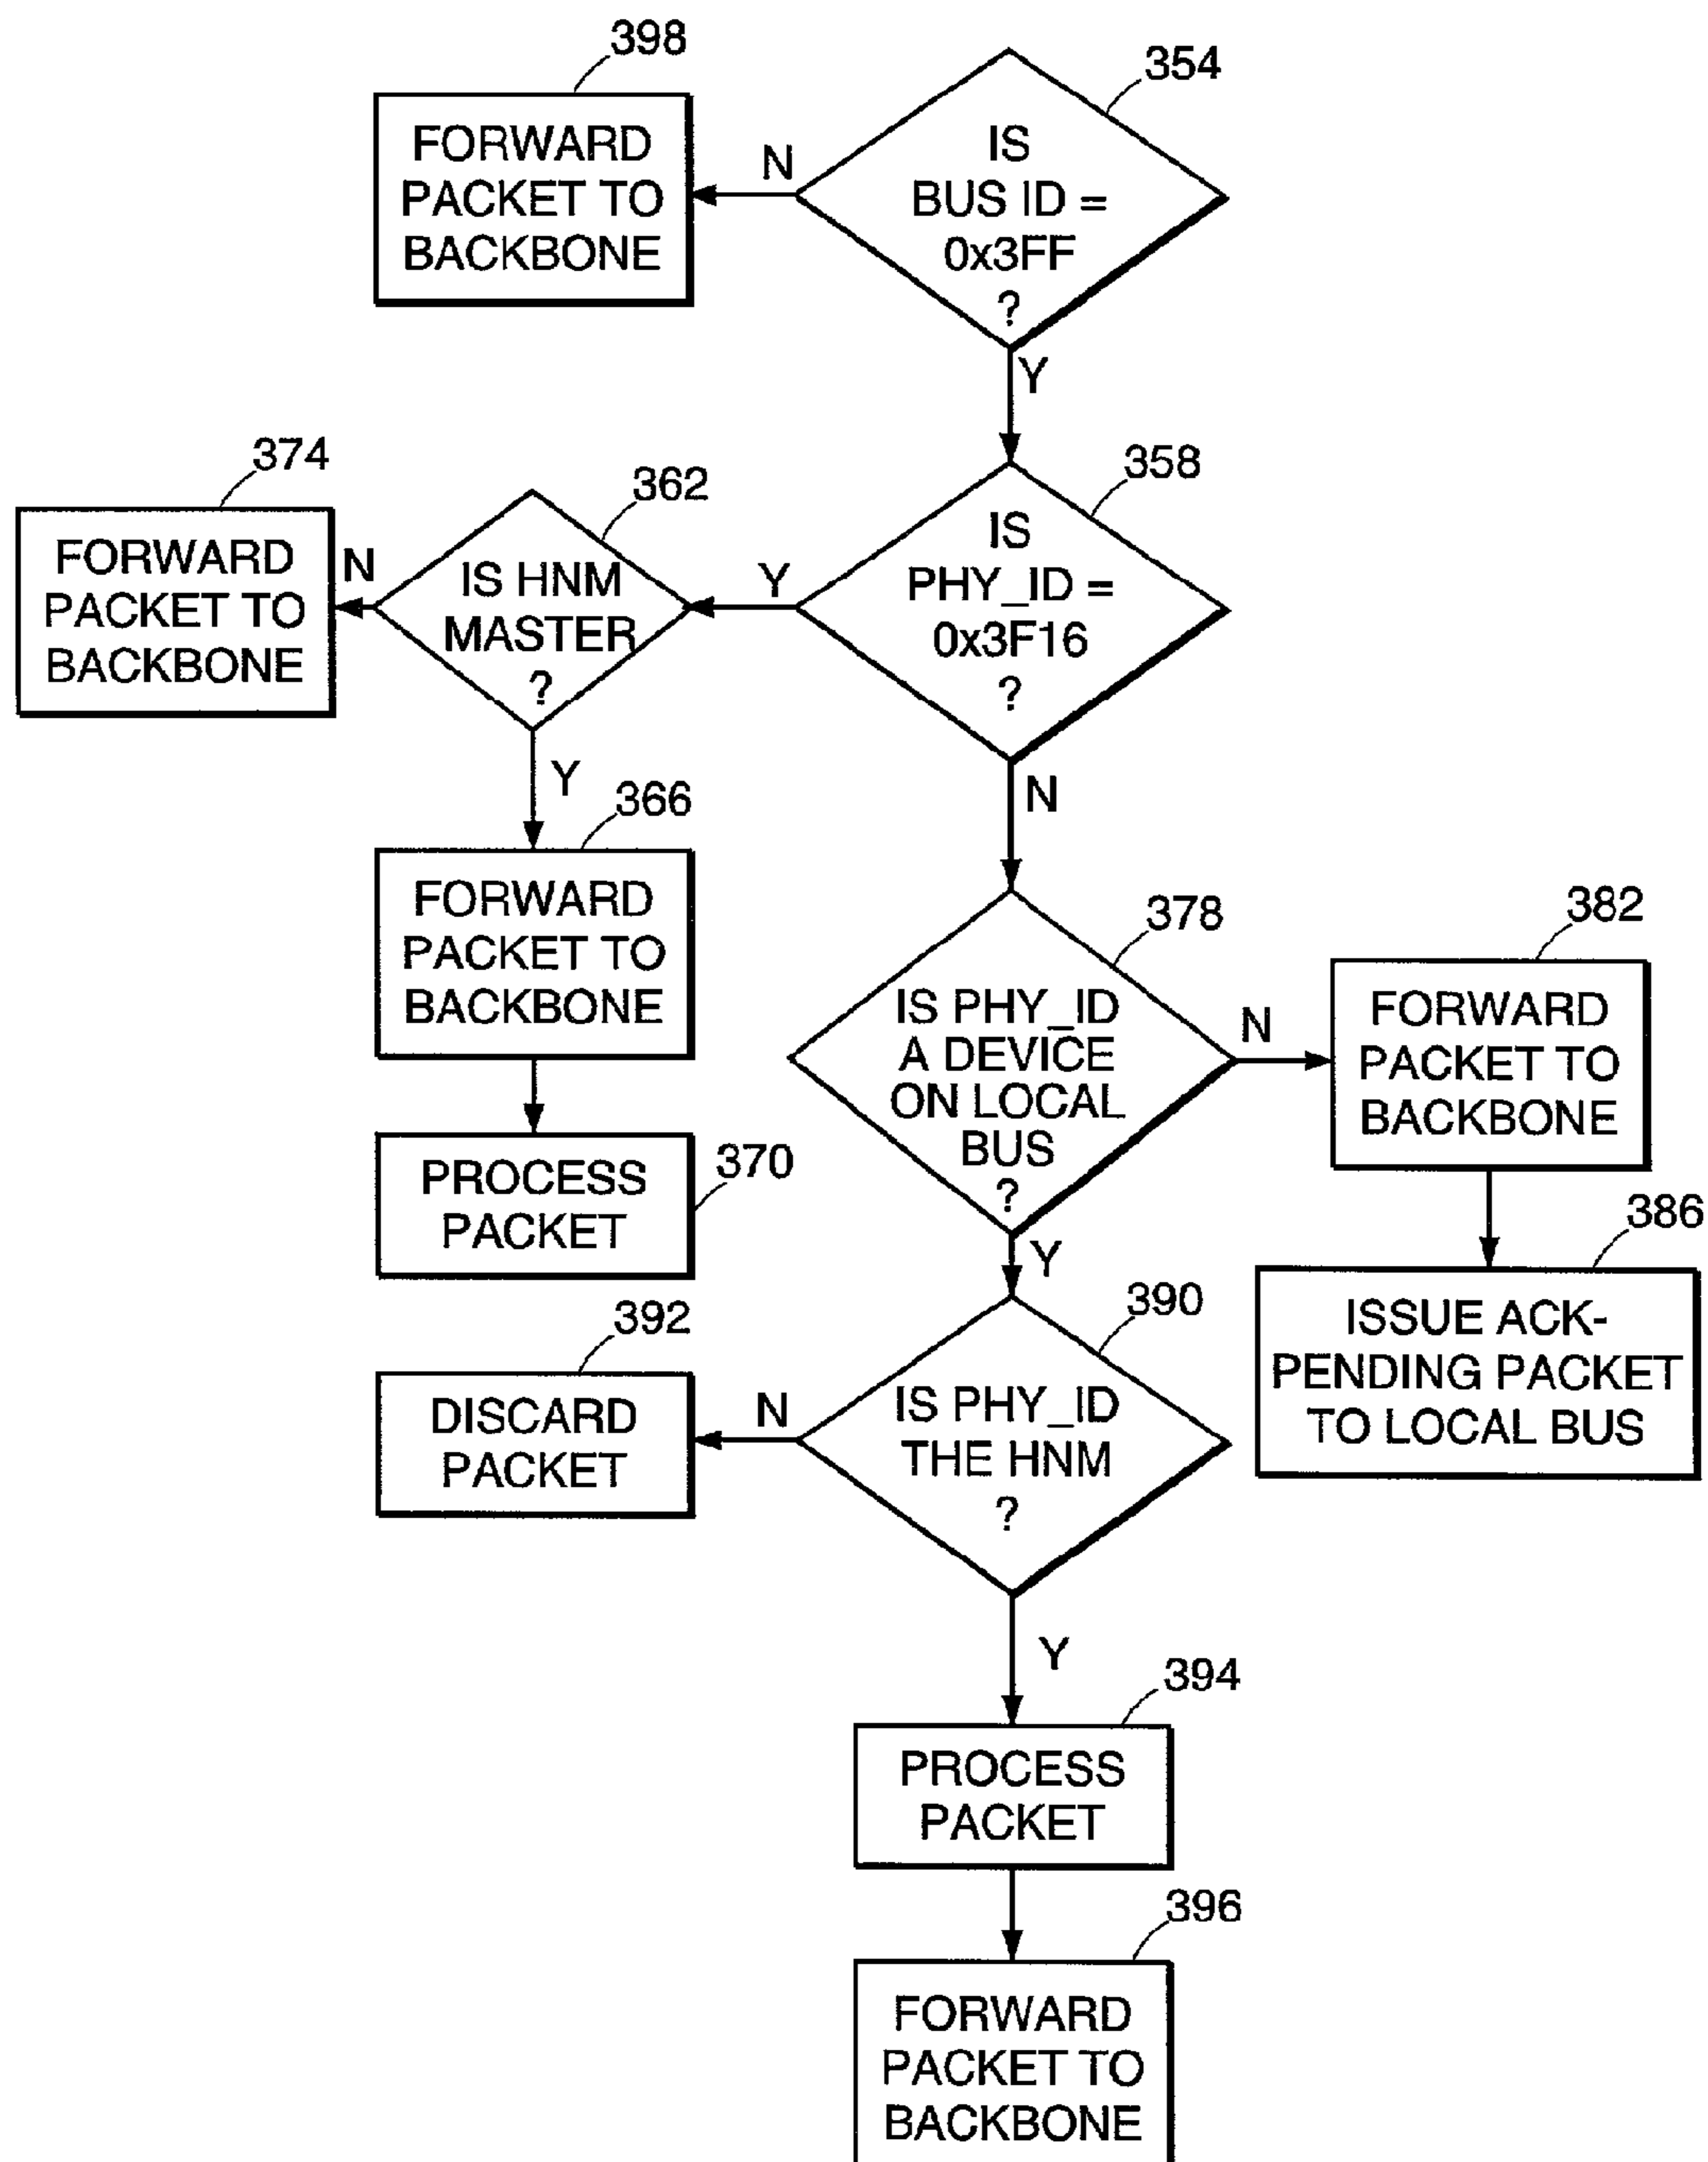 398
354
FORWARD
PACKET TO
BACKBONE
N
IS
BUS ID =
0x3FF
?
Y
374
362
358
FORWARD
PACKET TO
BACKBONE
N
IS HNM
MASTER
?
Y
IS
PHY_ID =
0x3F16
?
Y
N
366
FORWARD
PACKET TO
BACKBONE
378
382
IS PHY_ID
A DEVICE
ON LOCAL
BUS
?
N
FORWARD
PACKET TO
BACKBONE
370
PROCESS
PACKET
Y
386
ISSUE ACK-
PENDING PACKET
TO LOCAL BUS
392
390
DISCARD
PACKET
N
IS PHY_ID
THE HNM
?
Y
394
PROCESS
PACKET
396
FORWARD
PACKET TO
BACKBONE